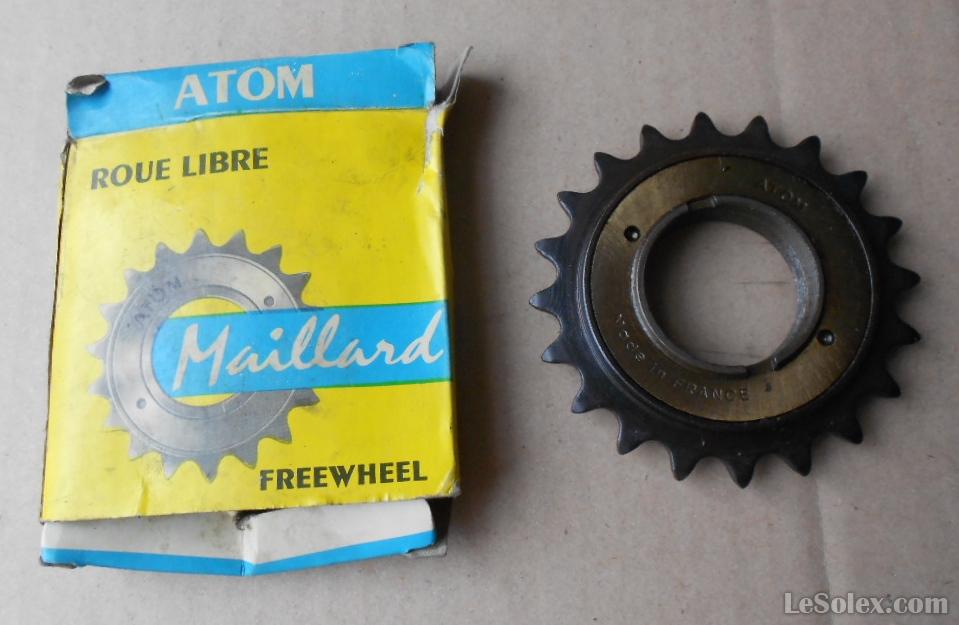 ATOM
ROUE LIBRE
ATOM
Maillard
FREEWHEEL
ATOM
Made in FRANCE
LeSolex.com